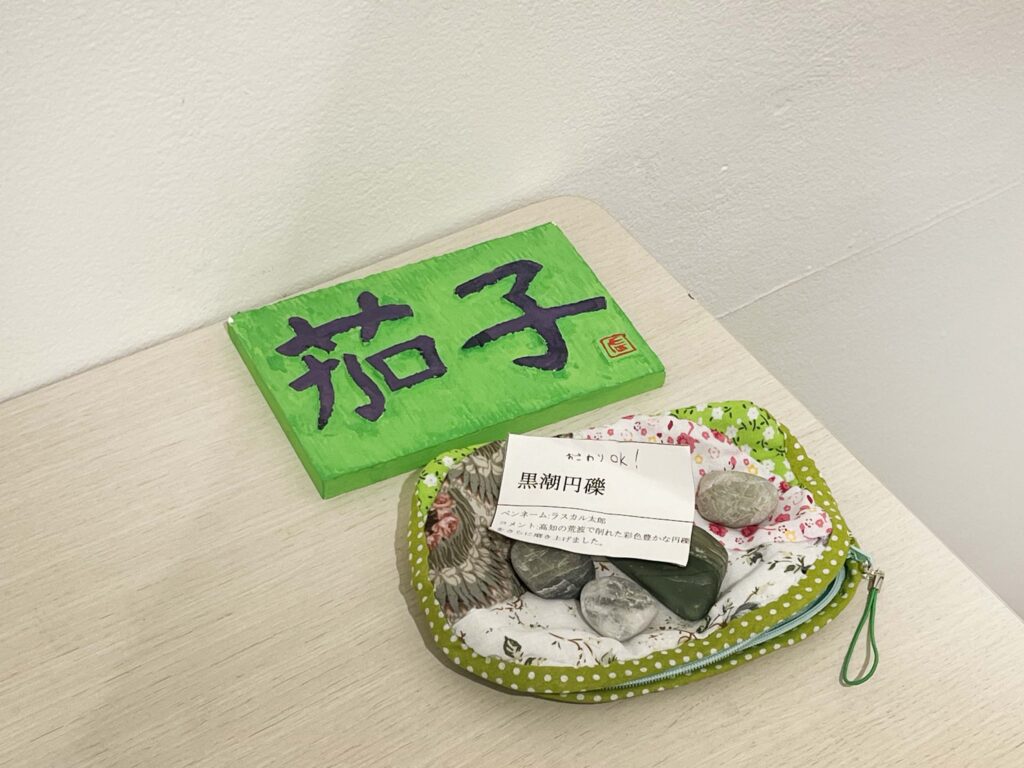 茄子
さわりOK!
黒潮円礫
ペンネーム:ラスカル太郎
コメント:高知の荒波で削れた彩色豊かな円礫
をさらに磨き上げました。